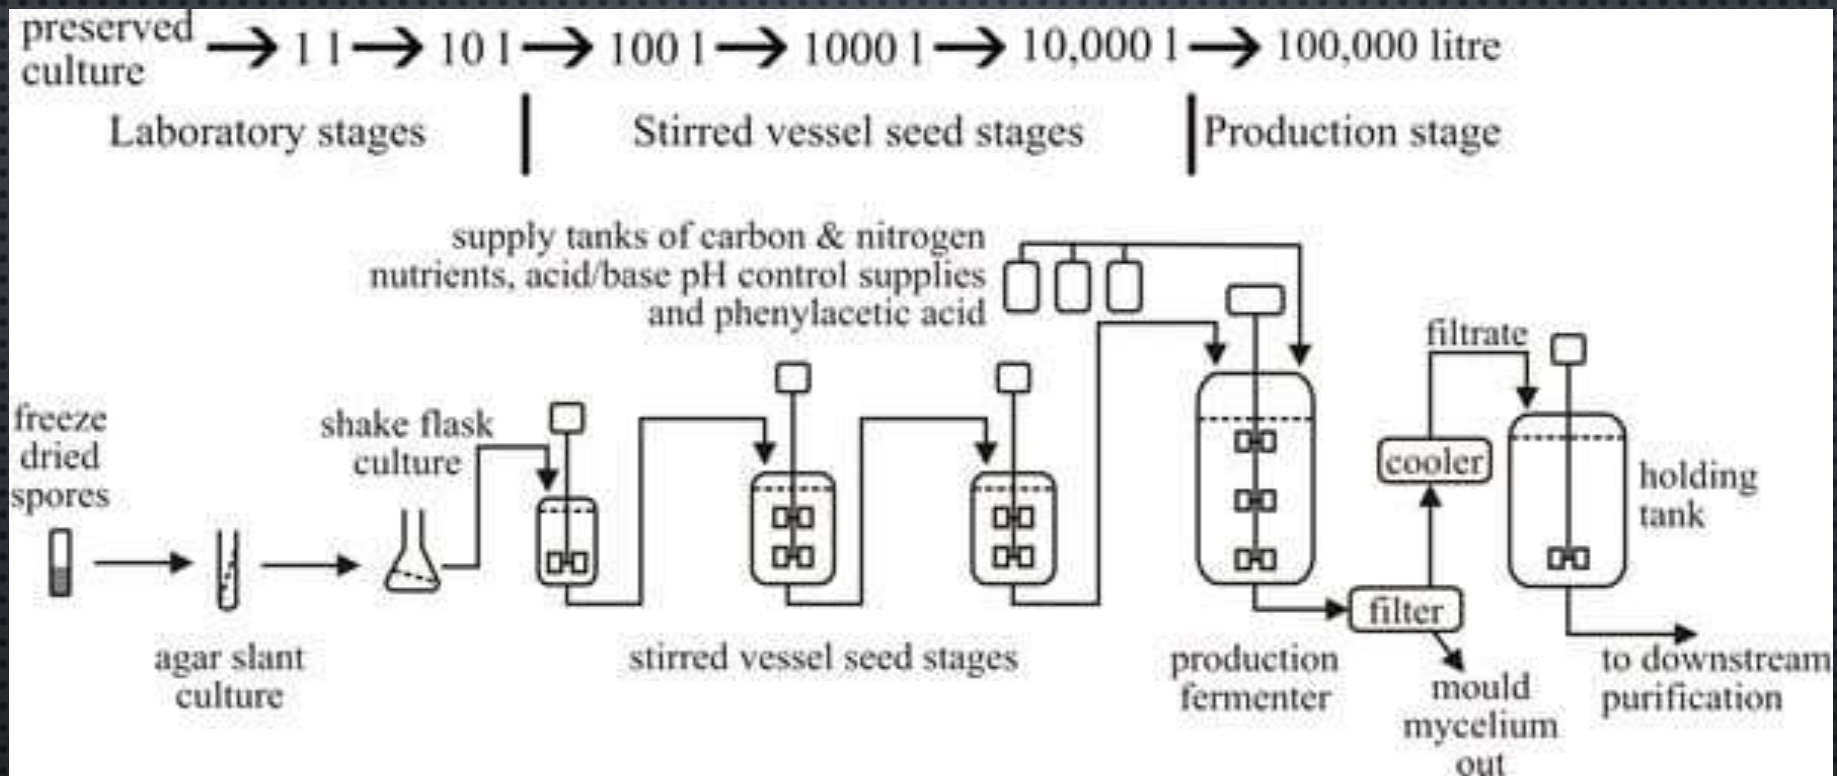 preserved culture → 1 l → 10 l → 100 l → 1000 l → 10,000 l → 100,000 litre
Laboratory stages | Stirred vessel seed stages | Production stage
supply tanks of carbon & nitrogen
nutrients, acid/base pH control supplies
and phenylacetic acid
freeze
dried
spores
agar slant
culture
shake flask
culture
stirred vessel seed stages
production
fermenter
filter
mould
mycelium
out
cooler
filtrate
holding
tank
to downstream
purification